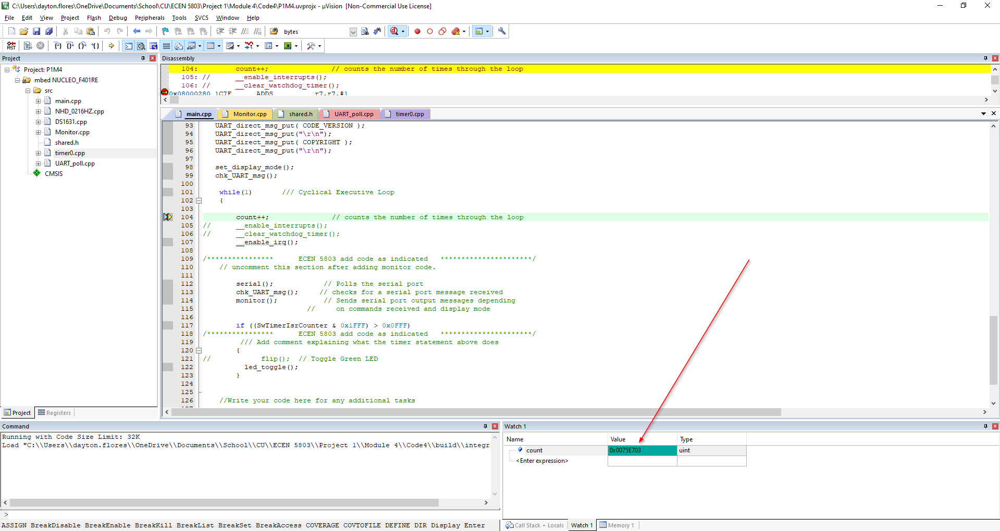 C:\Users\dayton.flores\OneDrive\Documents\School\CU\ECEN 5803\Project 1\Module 4\Code4\P1M4.uvprojx - µVision  [Non-Commercial Use License]
File Edit View Project Flash Debug Peripherals Tools SVCS Window Help
bytes
RST
Project
Project: P1M4
mbed NUCLEO_F401RE
src
main.cpp
NHD_0216HZ.cpp
DS1631.cpp
Monitor.cpp
shared.h
timer0.cpp
UART_poll.cpp
CMSIS
Project Registers
Disassembly
104: count++; // counts the number of times through the loop
105: // __enable_interrupts();
106: // __clear_watchdog_timer();
0x08000280 1C7F ADDS r7,r7,#1
main.cpp Monitor.cpp shared.h UART_poll.cpp timer0.cpp
93 UART_direct_msg_put( CODE_VERSION );
94 UART_direct_msg_put("\r\n");
95 UART_direct_msg_put( COPYRIGHT );
96 UART_direct_msg_put("\r\n");
97
98 set_display_mode();
99 chk_UART_msg();
100
101 while(1) /// Cyclical Executive Loop
102 {
103
104 count++; // counts the number of times through the loop
105 // __enable_interrupts();
106 // __clear_watchdog_timer();
107 __enable_irq();
108
109 /**************** ECEN 5803 add code as indicated **********************/
110 // uncomment this section after adding monitor code.
111
112 serial(); // Polls the serial port
113 chk_UART_msg(); // checks for a serial port message received
114 monitor(); // Sends serial port output messages depending
115 // on commands received and display mode
116
117 if ((SwTimerIsrCounter & 0x1FFF) > 0x0FFF)
118 /**************** ECEN 5803 add code as indicated **********************/
119 /// Add comment explaining what the timer statement above does
120 {
121 // flip(); // Toggle Green LED
122 led_toggle();
123 }
124
125
126 //Write your code here for any additional tasks
Command
Running with Code Size Limit: 32K
Load "C:\\Users\\dayton.flores\\OneDrive\\Documents\\School\\CU\\ECEN 5803\\Project 1\\Module 4\\Code4\\build\\integr
>
ASSIGN BreakDisable BreakEnable BreakKill BreakList BreakSet BreakAccess COVERAGE COVTOFILE DEFINE DIR Display Enter
Watch 1
Name Value Type
count 0x0075E703 uint
<Enter expression>
Call Stack + Locals Watch 1 Memory 1